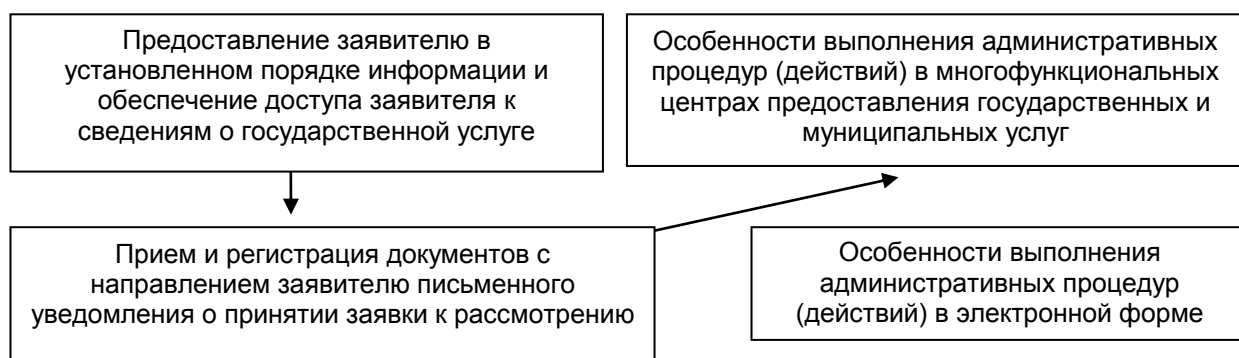 Предоставление заявителю в
установленном порядке информации и
обеспечение доступа заявителя к
сведениям о государственной услуге
Особенности выполнения административных
процедур (действий) в многофункциональных
центрах предоставления государственных и
муниципальных услуг
Прием и регистрация документов с
направлением заявителю письменного
уведомления о принятии заявки к рассмотрению
Особенности выполнения
административных процедур
(действий) в электронной форме